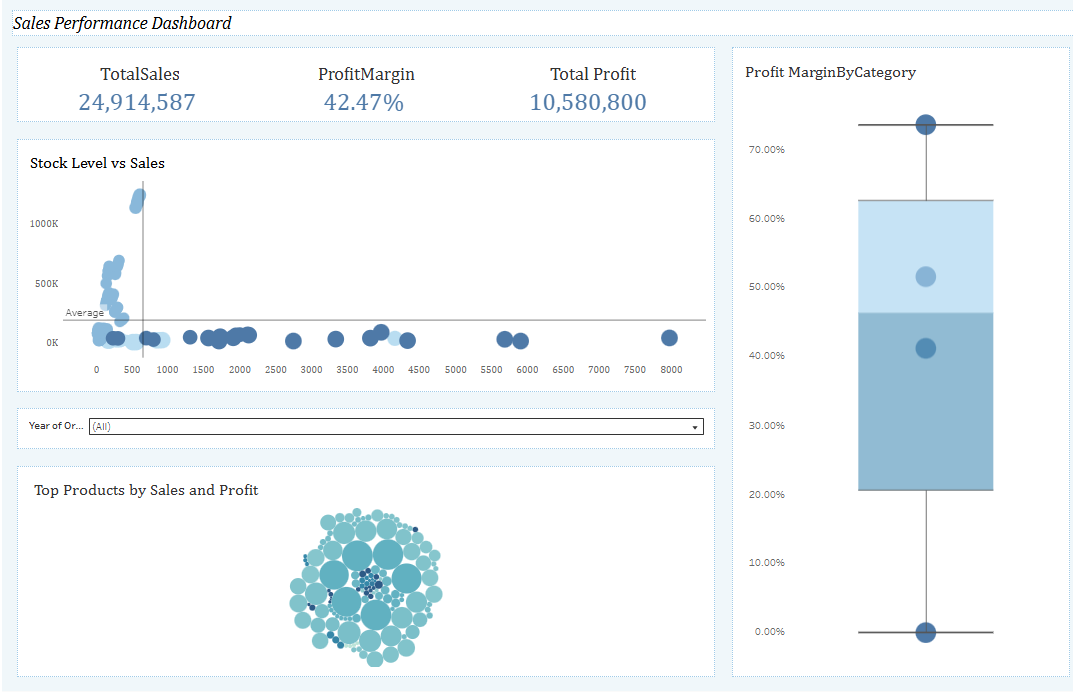 Sales Performance Dashboard
TotalSales
24,914,587
ProfitMargin
42.47%
Total Profit
10,580,800
Stock Level vs Sales
1000K
500K
Average
0K
0 500 1000 1500 2000 2500 3000 3500 4000 4500 5000 5500 6000 6500 7000 7500 8000
Year of Or... (All)
Top Products by Sales and Profit
Profit MarginByCategory
70.00%
60.00%
50.00%
40.00%
30.00%
20.00%
10.00%
0.00%